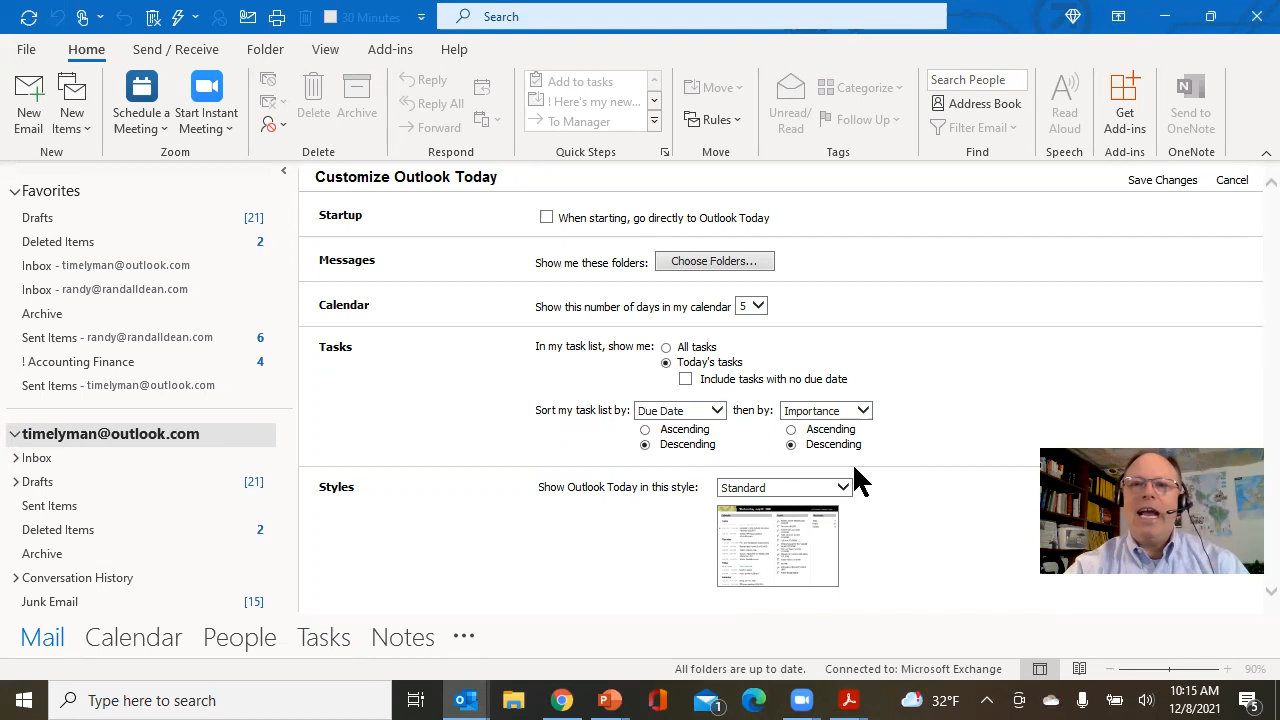 30 Minutes
Search
File Home Send / Receive Folder View Add-ins Help
New Email
New Items
Schedule a Meeting
Start Instant Meeting
Delete
Archive
Reply
Reply All
Forward
Add to tasks
! Here's my new...
To Manager
Move
Rules
Unread/ Read
Categorize
Follow Up
Search People
Address Book
Filter Email
Read Aloud
Get Add-ins
Send to OneNote
New Zoom Delete Respond Quick Steps Move Tags Find Speech Add-ins OneNote
Favorites
Drafts [21]
Deleted Items 2
Inbox - timelyman@outlook.com
Inbox - randy@randalldean.com
Archive
Sent Items - randy@randalldean.com 6
! Accounting Finance 4
Sent Items - timelyman@outlook.com
timelyman@outlook.com
Inbox
Drafts [21]
Sent Items
Items 2
Archive
History
Junk Email [15]
Customize Outlook Today
Save Changes Cancel
Startup When starting, go directly to Outlook Today
Messages Show me these folders: Choose Folders...
Calendar Show this number of days in my calendar 5
Tasks In my task list, show me: All tasks
Today's tasks
Include tasks with no due date
Sort my task list by: Due Date then by: Importance
Ascending Ascending
Descending Descending
Styles Show Outlook Today in this style: Standard
Mail Calendar People Tasks Notes
All folders are up to date. Connected to: Microsoft Exchange 90%
Type here to search
1
32°F
10:15 AM
12/8/2021
5